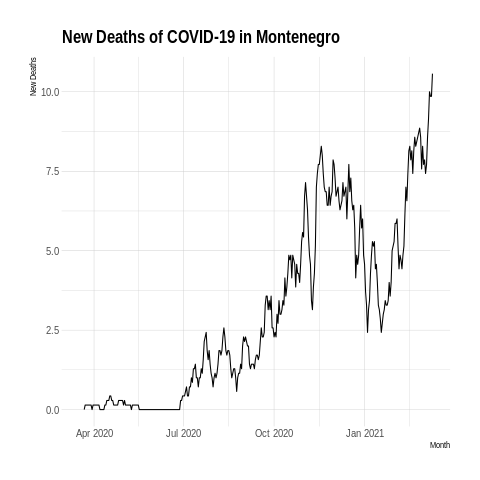 New Deaths of COVID-19 in Montenegro
New Deaths
10.0
7.5
5.0
2.5
0.0
Apr 2020 Jul 2020 Oct 2020 Jan 2021
Month